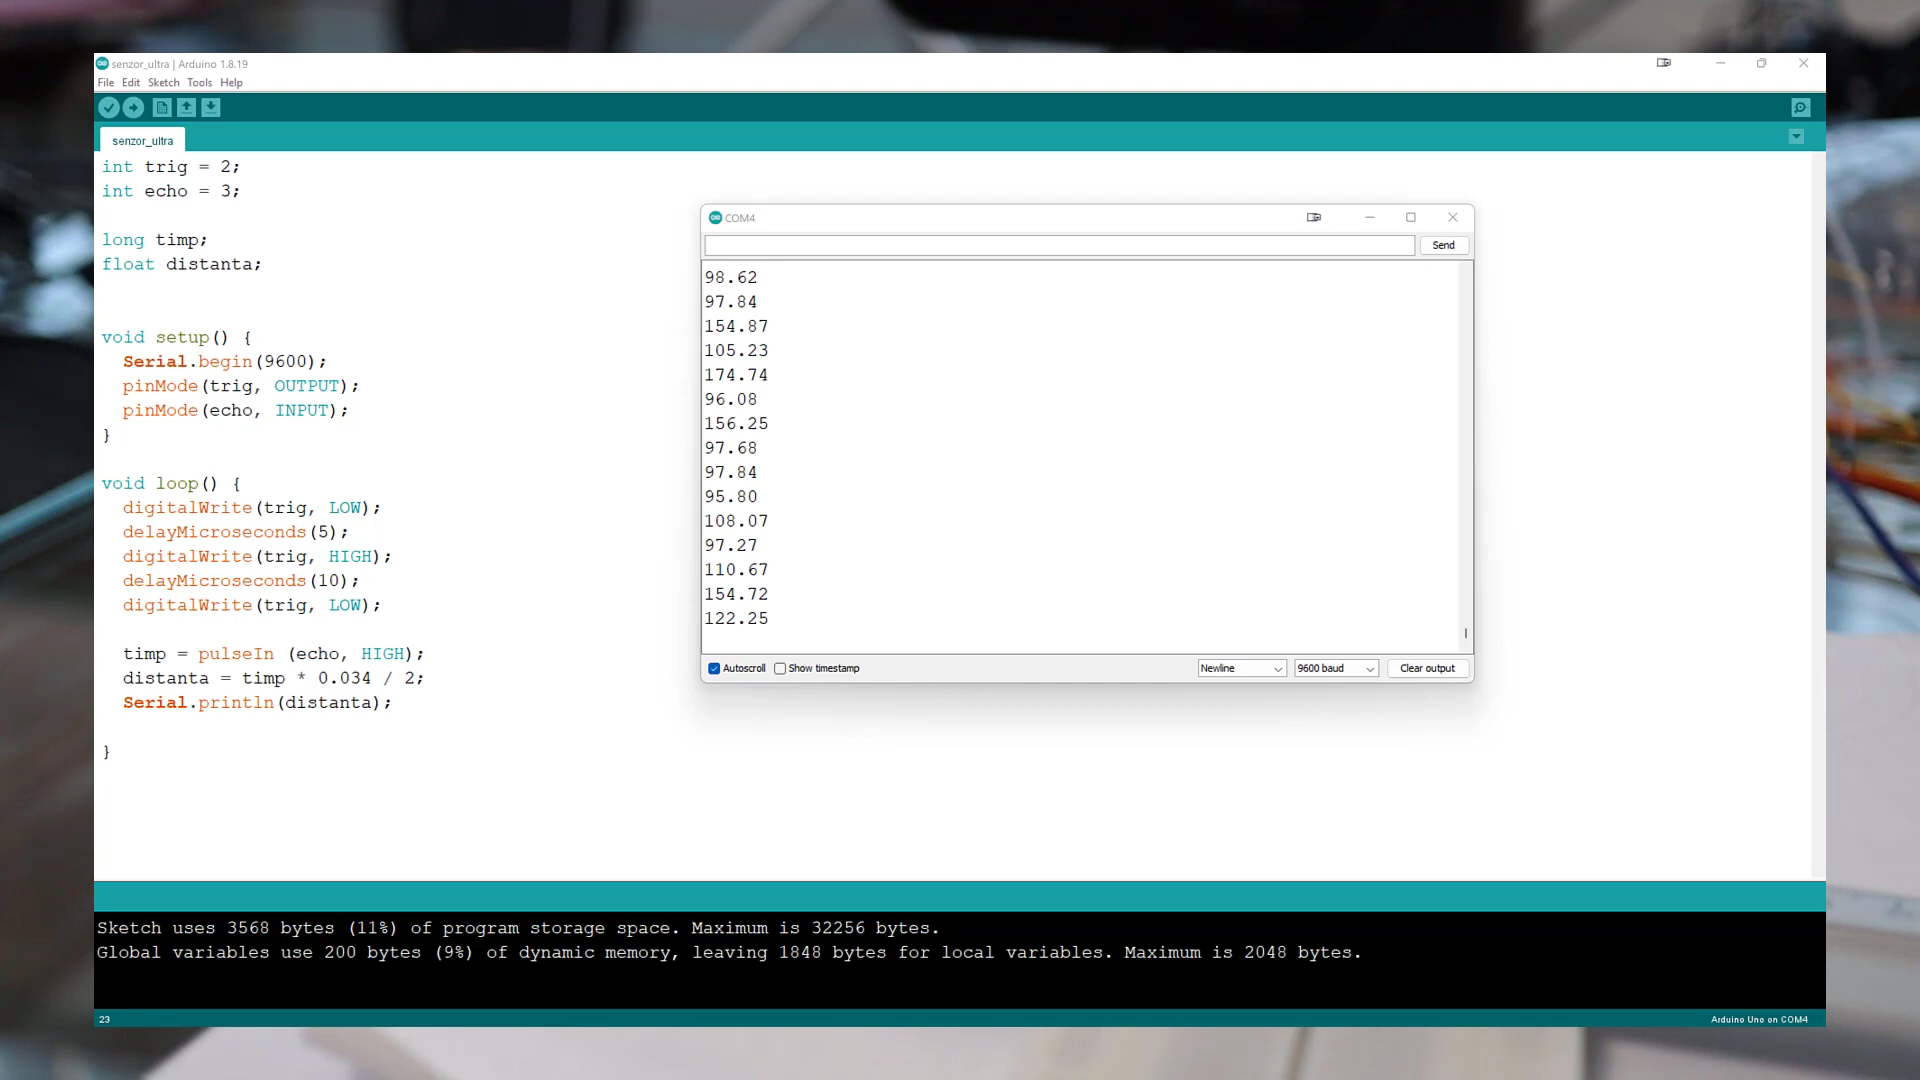 senzor_ultra | Arduino 1.8.19
File Edit Sketch Tools Help
senzor_ultra
int trig = 2;
int echo = 3;
long timp;
float distanta;
void setup() {
Serial.begin(9600);
pinMode(trig, OUTPUT);
pinMode(echo, INPUT);
}
void loop() {
digitalWrite(trig, LOW);
delayMicroseconds(5);
digitalWrite(trig, HIGH);
delayMicroseconds(10);
digitalWrite(trig, LOW);
timp = pulseIn (echo, HIGH);
distanta = timp * 0.034 / 2;
Serial.println(distanta);
}
COM4
Send
98.62
97.84
154.87
105.23
174.74
96.08
156.25
97.68
97.84
95.80
108.07
97.27
110.67
154.72
122.25
Autoscroll Show timestamp Newline 9600 baud Clear output
Sketch uses 3568 bytes (11%) of program storage space. Maximum is 32256 bytes.
Global variables use 200 bytes (9%) of dynamic memory, leaving 1848 bytes for local variables. Maximum is 2048 bytes.
23 Arduino Uno on COM4